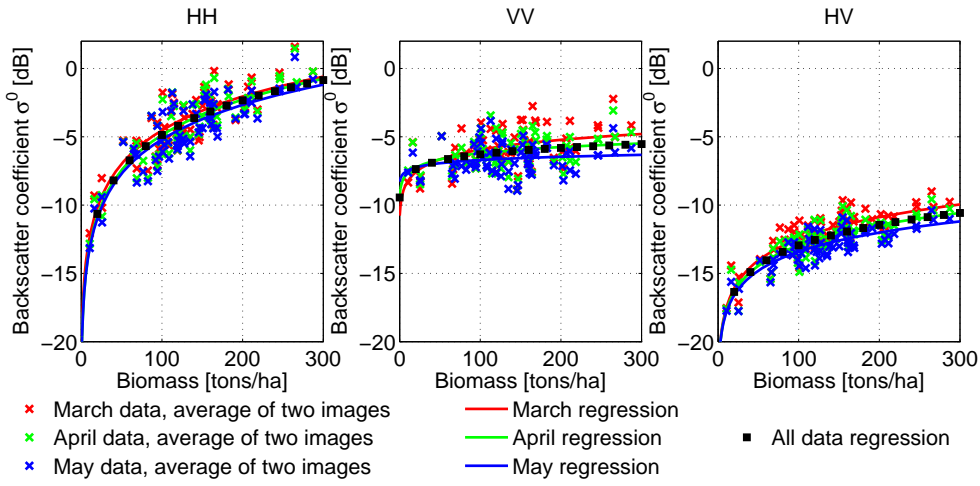 HH
VV
HV
Backscatter coefficient σ⁰ [dB]
0
−5
−10
−15
−20
0 100 200 300
Biomass [tons/ha]
Backscatter coefficient σ⁰ [dB]
0
−5
−10
−15
−20
0 100 200 300
Biomass [tons/ha]
Backscatter coefficient σ⁰ [dB]
0
−5
−10
−15
−20
0 100 200 300
Biomass [tons/ha]
March data, average of two images
March regression
April data, average of two images
April regression
All data regression
May data, average of two images
May regression